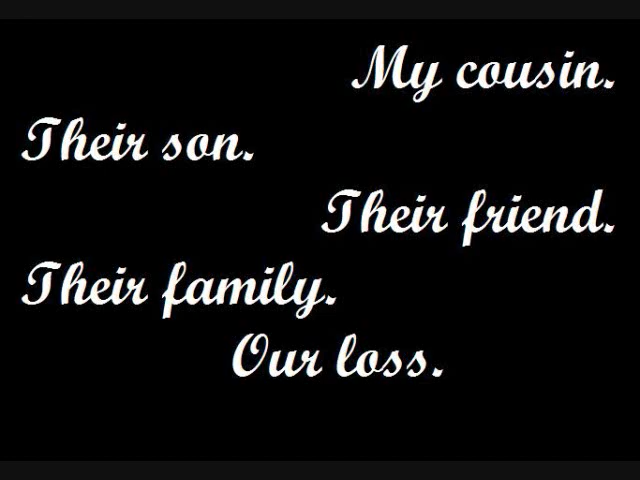 My cousin.
Their son.
Their friend.
Their family.
Our loss.